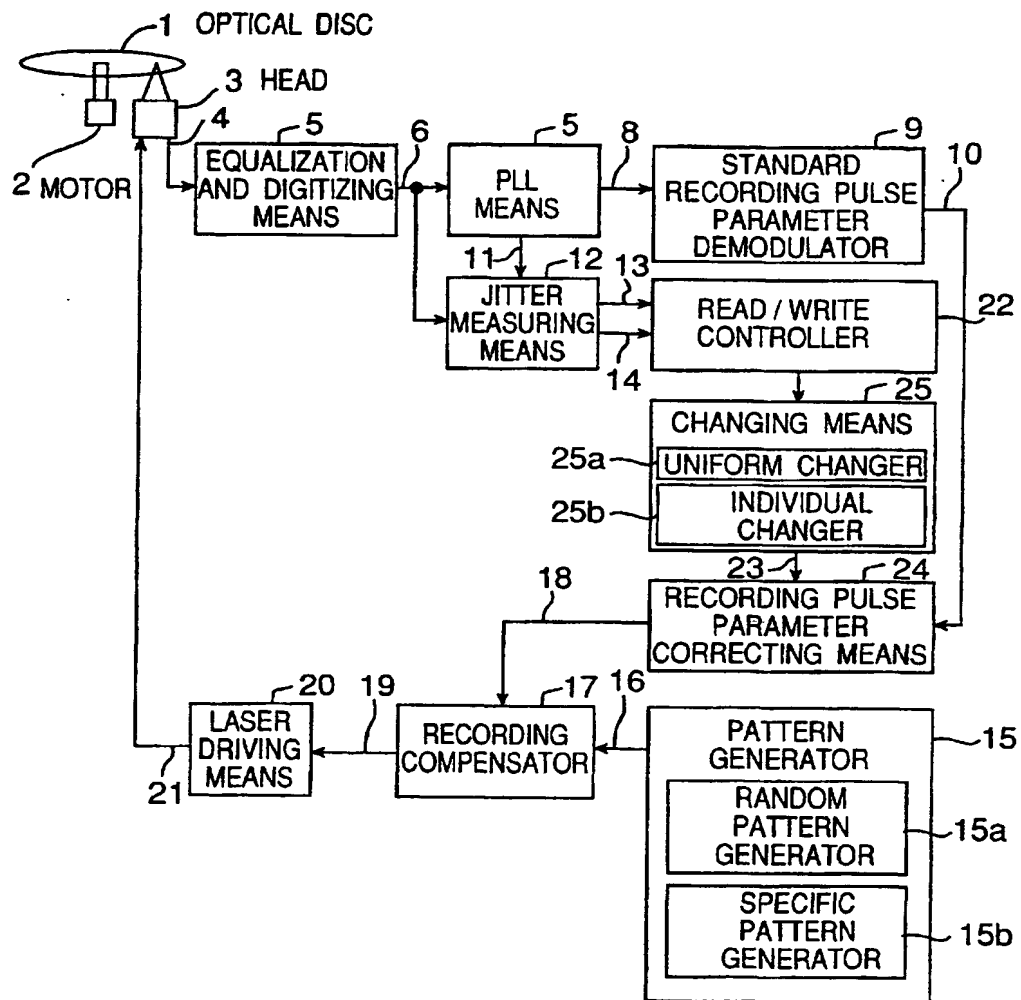 1 OPTICAL DISC
3 HEAD
4
2 MOTOR
5
EQUALIZATION
AND DIGITIZING
MEANS
6
5
PLL
MEANS
8
9
STANDARD
RECORDING PULSE
PARAMETER
DEMODULATOR
10
11
12
JITTER
MEASURING
MEANS
13
14
READ / WRITE
CONTROLLER
22
25
CHANGING MEANS
25a
UNIFORM CHANGER
25b
INDIVIDUAL
CHANGER
23
24
RECORDING PULSE
PARAMETER
CORRECTING MEANS
18
20
LASER
DRIVING
MEANS
21
19
17
RECORDING
COMPENSATOR
16
PATTERN
GENERATOR
15
RANDOM
PATTERN
GENERATOR
15a
SPECIFIC
PATTERN
GENERATOR
15b